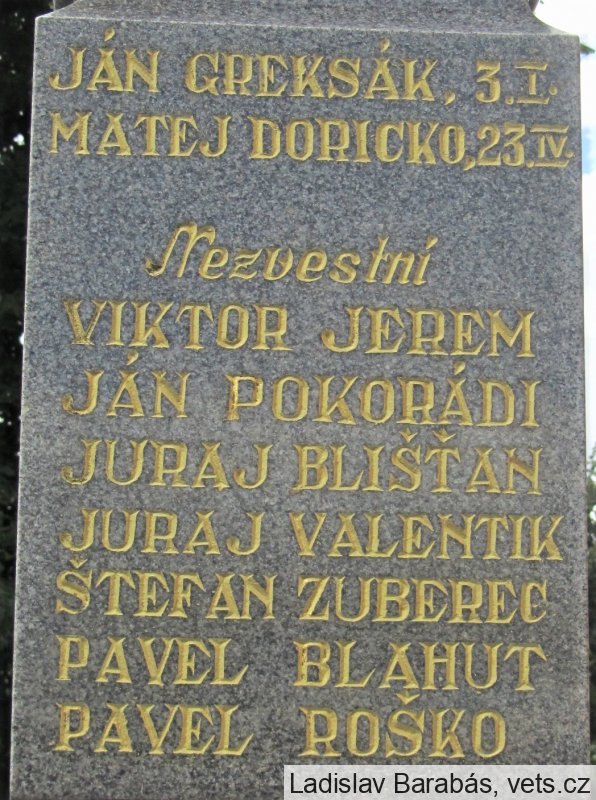 JÁN GREKSÁK, 3.I.
MATEJ DORICKO, 23.IV.
Nezvestní
VIKTOR JEREM
JÁN POKORÁDI
JURAJ BLIŠŤAN
JURAJ VALENTIK
ŠTEFAN ZUBEREC
PAVEL BLAHUT
PAVEL ROŠKO
Ladislav Barabás, vets.cz